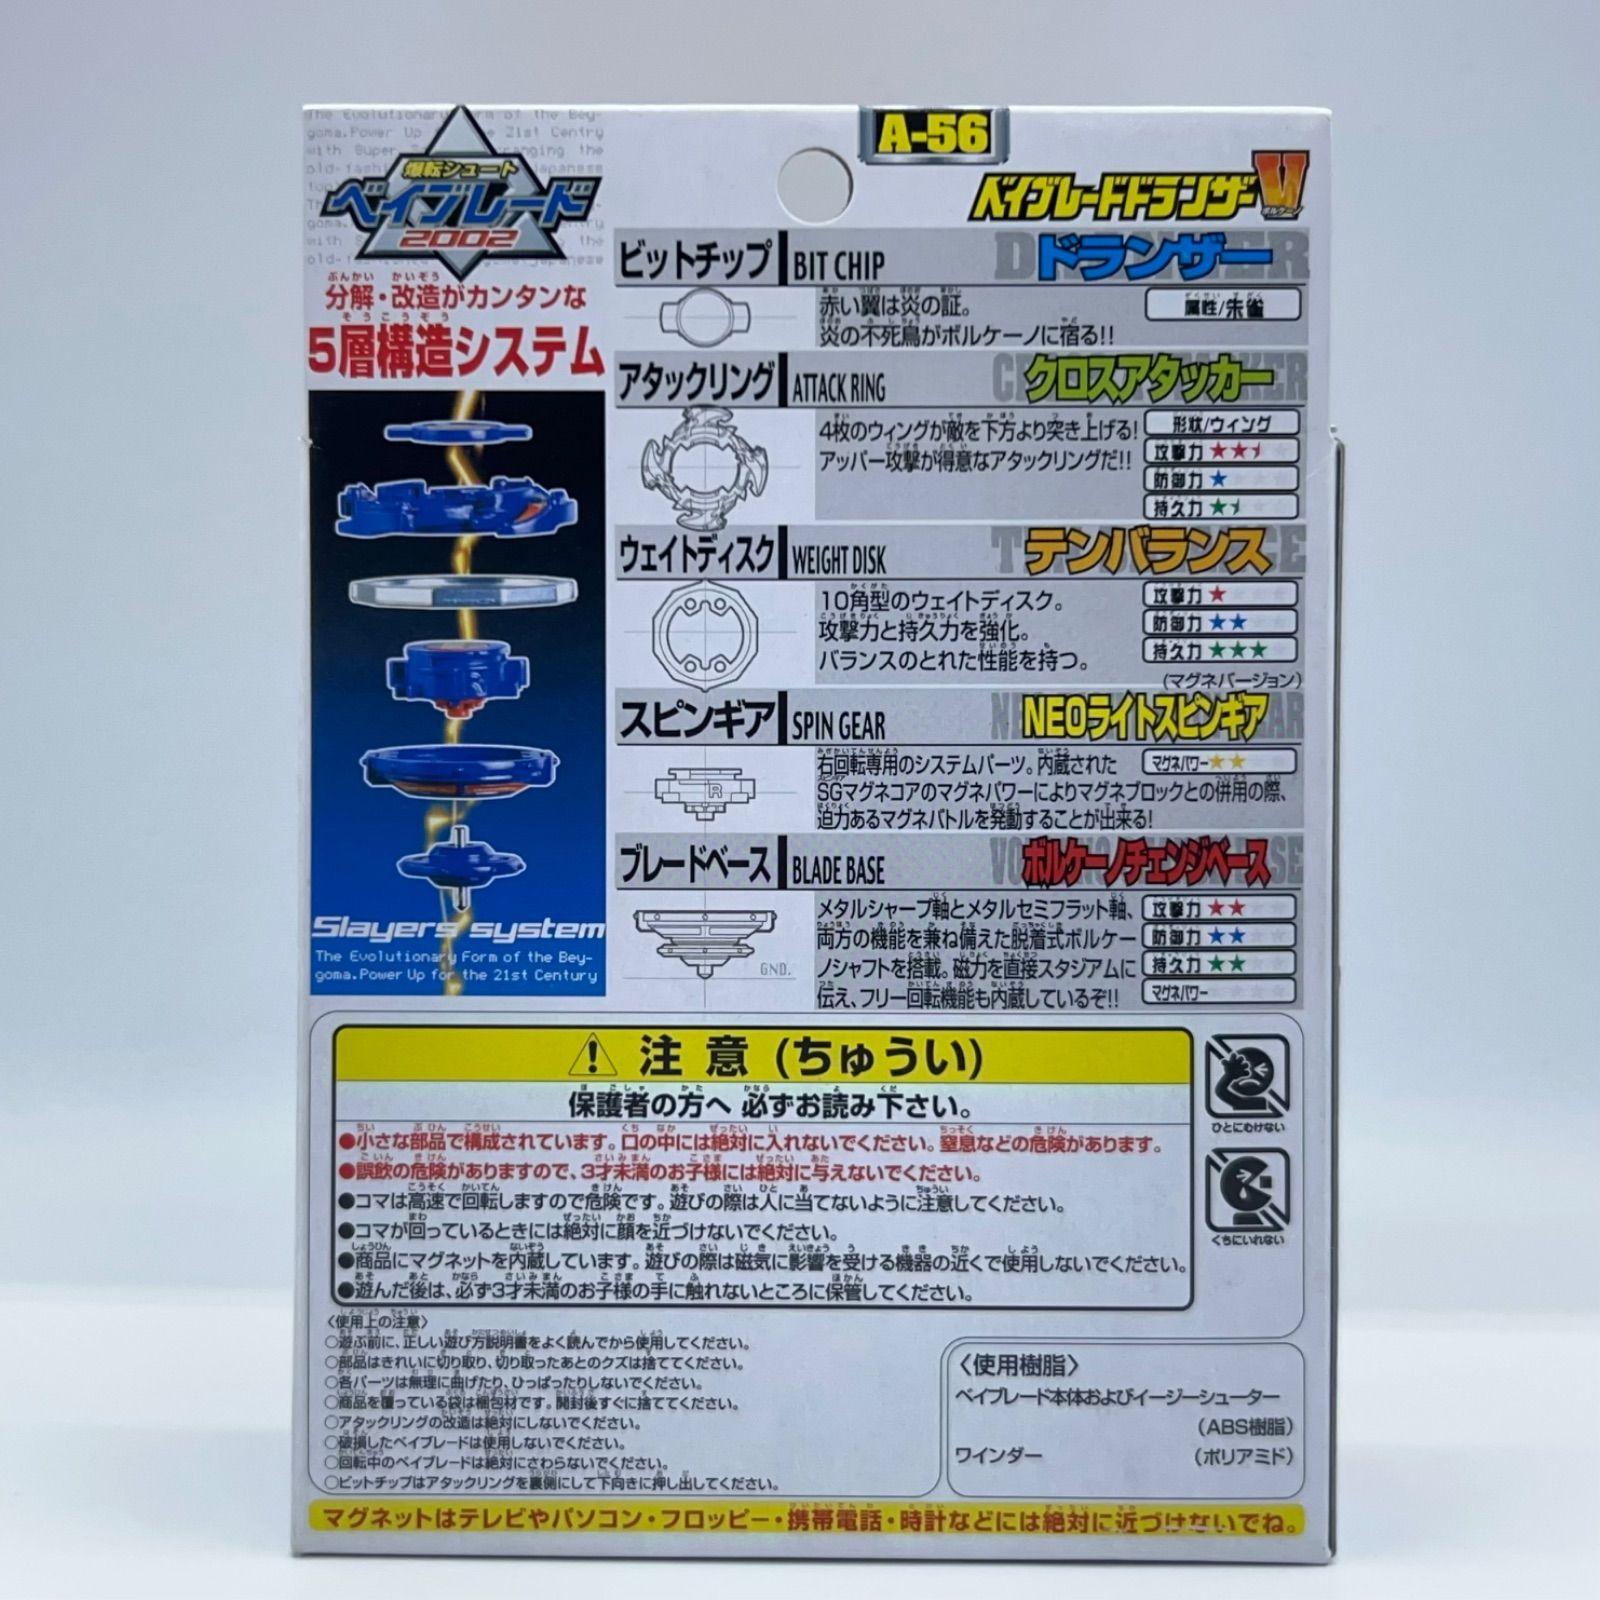 A-56
爆転シュート
ベイブレード
2002
ベイブレードドランザーV
ボルケーノ
分解・改造がカンタンな
5層構造システム
Slayers system
The Evolutionary Form of the Bey-
goma.Power Up for the 21st Century
ビットチップ BIT CHIP ドランザー
赤い翼は炎の証。
炎の不死鳥がボルケーノに宿る!!
属性/朱雀
アタックリング ATTACK RING クロスアタッカー
4枚のウィングが敵を下方より突き上げる!
アッパー攻撃が得意なアタックリングだ!!
形状/ウィング
攻撃力
防御力
持久力
ウェイトディスク WEIGHT DISK テンバランス
10角型のウェイトディスク。
攻撃力と持久力を強化。
バランスのとれた性能を持つ。
攻撃力★
防御力★★
持久力★★★
(マグネバージョン)
スピンギア SPIN GEAR NEOライトスピンギア
右回転専用のシステムパーツ。内蔵された
SGマグネコアのマグネパワーによりマグネブロックとの併用の際、
迫力あるマグネバトルを発動することが出来る!
マグネパワー★★
R
ブレードベース BLADE BASE ボルケーノチェンジベース
メタルシャープ軸とメタルセミフラット軸、
両方の機能を兼ね備えた脱着式ボルケー
ノシャフトを搭載。磁力を直接スタジアムに
伝え、フリー回転機能も内蔵しているぞ!!
攻撃力★★
防御力★★
持久力★★
マグネパワー
GND.
注意(ちゅうい)
保護者の方へ 必ずお読み下さい。
●小さな部品で構成されています。口の中には絶対に入れないでください。窒息などの危険があります。
●誤飲の危険がありますので、3才未満のお子様には絶対に与えないでください。
●コマは高速で回転しますので危険です。遊びの際は人に当てないように注意してください。
●コマが回っているときには絶対に顔を近づけないでください。
●商品にマグネットを内蔵しています。遊びの際は磁気に影響を受ける機器の近くで使用しないでください。
●遊んだ後は、必ず3才未満のお子様の手に触れないところに保管してください。
ひとにむけない
くちにいれない
〈使用上の注意〉
○遊ぶ前に、正しい遊び方説明書をよく読んでから使用してください。
○部品はきれいに切り取り、切り取ったあとのクズは捨ててください。
○各パーツは無理に曲げたり、ひっぱったりしないでください。
○商品を覆っている袋は梱包材です。開封後すぐに捨ててください。
○アタックリングの改造は絶対にしないでください。
○破損したベイブレードは使用しないでください。
○回転中のベイブレードは絶対にさわらないでください。
○ビットチップはアタックリングを裏側にして下向きに押し出してください。
〈使用樹脂〉
ベイブレード本体およびイージーシューター
(ABS樹脂)
ワインダー (ポリアミド)
マグネットはテレビやパソコン・フロッピー・携帯電話・時計などには絶対に近づけないでね。